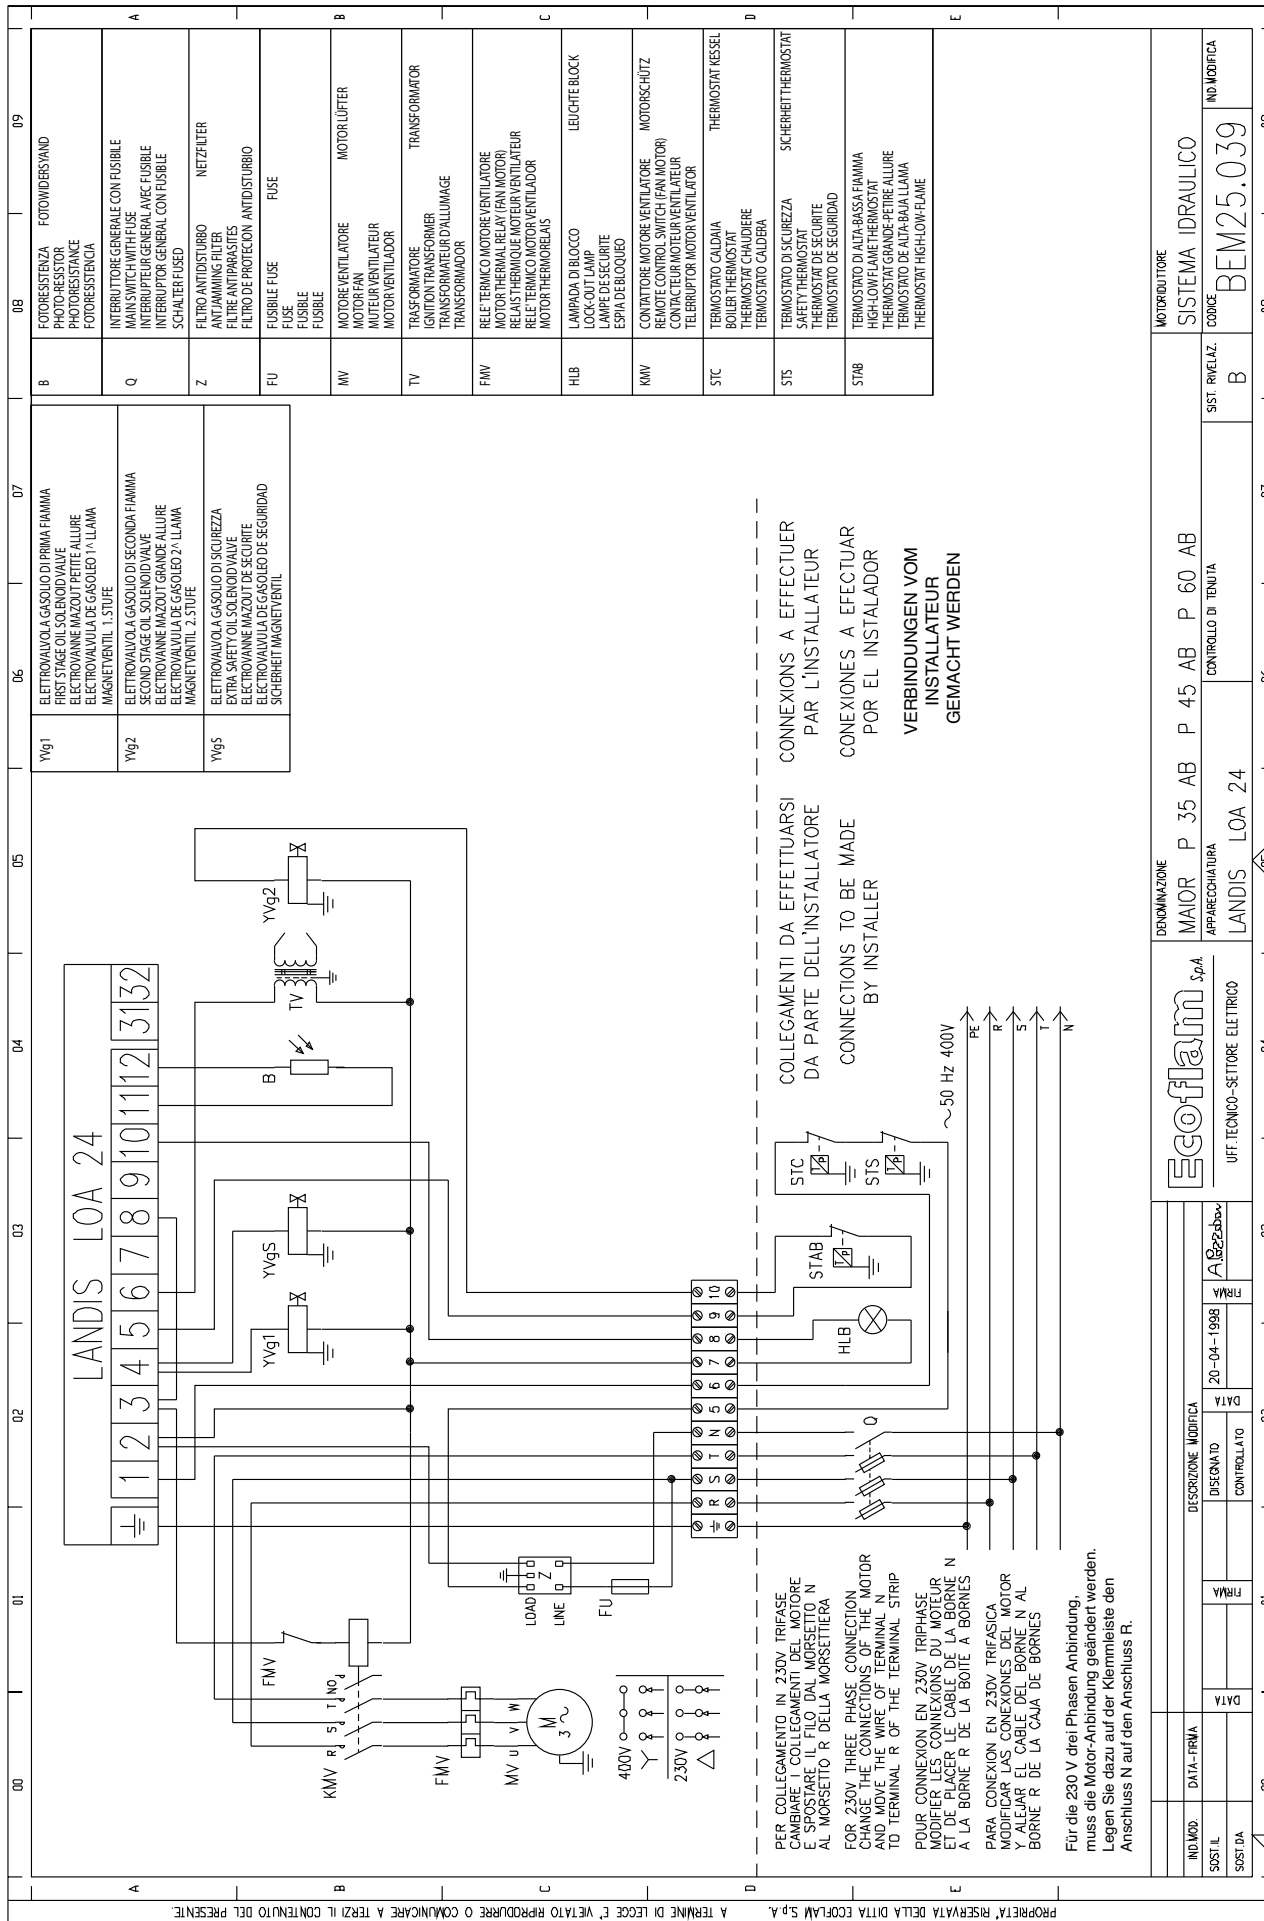 A
B
C
D
E
00
01
02
03
04
05
06
07
08
09
LANDIS LOA 24
1 2 3 4 5 6 7 8 9 10 11 12 31 32
FMV
KMV
R S T NO
FMV
MV
U V W
M
3~
400V
230V
LOAD
Z
LINE
FU
YVg1
YVgS
B
TV
YVg2
R S T N 5 6 7 8 9 10
Q
HLB
STAB
T/P
STC
T/P
STS
T/P
~50 Hz 400V
PE
R
S
T
N
PER COLLEGAMENTO IN 230V TRIFASE
CAMBIARE I COLLEGAMENTI DEL MOTORE
E SPOSTARE IL FILO DAL MORSETTO N
AL MORSETTO R DELLA MORSETTIERA
FOR 230V THREE PHASE CONNECTION
CHANGE THE CONNECTIONS OF THE MOTOR
AND MOVE THE WIRE OF TERMINAL N
TO TERMINAL R OF THE TERMINAL STRIP
POUR CONNEXION EN 230V TRIPHASE
MODIFIER LES CONNEXIONS DU MOTEUR
ET DE PLACER LE CABLE DE LA BORNE N
A LA BORNE R DE LA BOITE A BORNES
PARA CONEXION EN 230V TRIFASICA
MODIFICAR LAS CONEXIONES DEL MOTOR
Y ALEJAR EL CABLE DEL BORNE N AL
BORNE R DE LA CAJA DE BORNES
Für die 230 V drei Phasen Anbindung,
muss die Motor-Anbindung geändert werden.
Legen Sie dazu auf der Klemmleiste den
Anschluss N auf den Anschluss R.
COLLEGAMENTI DA EFFETTUARSI
DA PARTE DELL'INSTALLATORE
CONNECTIONS TO BE MADE
BY INSTALLER
CONNEXIONS A EFFECTUER
PAR L'INSTALLATEUR
CONEXIONES A EFECTUAR
POR EL INSTALADOR
VERBINDUNGEN VOM
INSTALLATEUR
GEMACHT WERDEN
YVg1
ELETTROVALVOLA GASOLIO DI PRIMA FIAMMA
FIRST STAGE OIL SOLENOID VALVE
ELECTROVANNE MAZOUT PETITE ALLURE
ELECTROVALVULA DE GASOLEO 1^ LLAMA
MAGNETVENTIL 1.STUFE
YVg2
ELETTROVALVOLA GASOLIO DI SECONDA FIAMMA
SECOND STAGE OIL SOLENOID VALVE
ELECTROVANNE MAZOUT GRANDE ALLURE
ELECTROVALVULA DE GASOLEO 2^ LLAMA
MAGNETVENTIL 2.STUFE
YVgS
ELETTROVALVOLA GASOLIO DI SICUREZZA
EXTRA SAFETY OIL SOLENOID VALVE
ELECTROVANNE MAZOUT DE SECURITE
ELECTROVALVULA DE GASOLEO DE SEGURIDAD
SICHERHEIT MAGNETVENTIL
B
FOTORESISTENZA FOTOWIDERSYAND
PHOTO-RESISTOR
PHOTORESISTANCE
FOTORESISTENCIA
Q
INTERRUTTORE GENERALE CON FUSIBILE
MAIN SWITCH WITH FUSE
INTERRUPTEUR GENERAL AVEC FUSIBLE
INTERRUPTOR GENERAL CON FUSIBLE
SCHALTER FUSED
Z
FILTRO ANTIDISTURBO NETZFILTER
ANTJAMMING FILTER
FILTRE ANTIPARASITES
FILTRO DE PROTECION ANTIDISTURBIO
FU
FUSIBILE FUSE FUSE
FUSE
FUSIBLE
FUSIBLE
MV
MOTORE VENTILATORE MOTOR LÜFTER
MOTOR FAN
MUTEUR VENTILATEUR
MOTOR VENTILADOR
TV
TRASFORMATORE TRANSFORMATOR
IGNITION TRANSFORMER
TRANSFORMATEUR D'ALLUMAGE
TRANSFORMADOR
FMV
RELE TERMICO MOTORE VENTILATORE
MOTOR THERMAL RELAY (FAN MOTOR)
RELAIS THERMIQUE MOTEUR VENTILATEUR
RELE TERMICO MOTOR VENTILADOR
MOTOR THERMORELAIS
HLB
LAMPADA DI BLOCCO LEUCHTE BLOCK
LOCK-OUT LAMP
LAMPE DE SECURITE
ESPIA DE BLOQUEO
KMV
CONTATTORE MOTORE VENTILATORE MOTORSCHÜTZ
REMOTE CONTROL SWITCH (FAN MOTOR)
CONTACTEUR MOTEUR VENTILATEUR
TELERRUPTOR MOTOR VENTILATOR
STC
TERMOSTATO CALDAIA THERMOSTAT KESSEL
BOILER THERMOSTAT
THERMOSTAT CHAUDIERE
TERMOSTATO CALDERA
STS
TERMOSTATO DI SICUREZZA SICHERHEITTHERMOSTAT
SAFETY THERMOSTAT
THERMOSTAT DE SECURITE
TERMOSTATO DE SEGURIDAD
STAB
TERMOSTATO DI ALTA-BASSA FIAMMA
HIGH-LOW FLAME THERMOSTAT
THERMOSTAT GRANDE-PETIRE ALLURE
TERMOSTATO DE ALTA-BAJA LLAMA
THERMOSTAT HIGH-LOW-FLAME
IND.MOD.
DATA-FIRMA
DESCRIZIONE MODIFICA
SOST.IL
SOST.DA
DATA
FIRMA
DISEGNATO
CONTROLLATO
DATA
20-04-1998
FIRMA
Ecoflam S.p.A.
UFF.TECNICO-SETTORE ELETTRICO
DENOMINAZIONE
MAIOR P 35 AB P 45 AB P 60 AB
APPARECCHIATURA
LANDIS LOA 24
CONTROLLO DI TENUTA
MOTORIDUTTORE
SISTEMA IDRAULICO
SIST. RIVELAZ.
B
CODICE
BEM25.039
IND.MODIFICA
PROPRIETA' RISERVATA DELLA DITTA ECOFLAM S.p.A.
A TERMINE DI LEGGE E' VIETATO RIPRODURRE O COMUNICARE A TERZI IL CONTENUTO DEL PRESENTE.